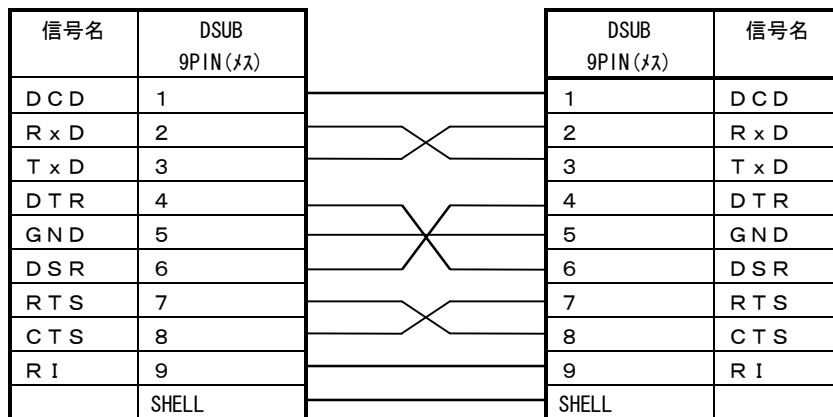 信号名 DSUB 9PIN(ﾒｽ) DSUB 9PIN(ﾒｽ) 信号名
ＤＣＤ 1 1 ＤＣＤ
ＲｘＤ 2 2 ＲｘＤ
ＴｘＤ 3 3 ＴｘＤ
ＤＴＲ 4 4 ＤＴＲ
ＧＮＤ 5 5 ＧＮＤ
ＤＳＲ 6 6 ＤＳＲ
ＲＴＳ 7 7 ＲＴＳ
ＣＴＳ 8 8 ＣＴＳ
ＲＩ 9 9 ＲＩ
SHELL SHELL